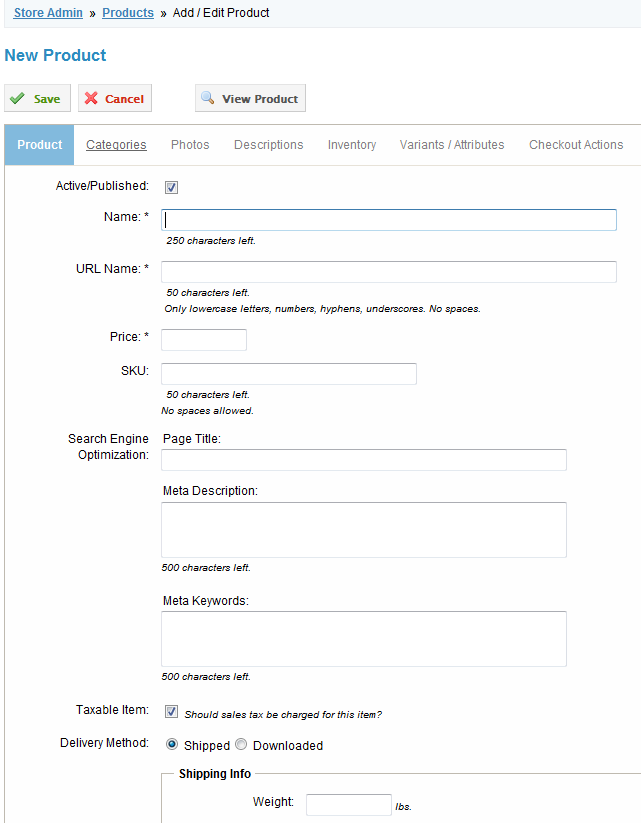 Store Admin » Products » Add / Edit Product
New Product
Save Cancel View Product
Product Categories Photos Descriptions Inventory Variants / Attributes Checkout Actions
Active/Published:
Name: *
250 characters left.
URL Name: *
50 characters left.
Only lowercase letters, numbers, hyphens, underscores. No spaces.
Price: *
SKU:
50 characters left.
No spaces allowed.
Search Engine Optimization:
Page Title:
Meta Description:
500 characters left.
Meta Keywords:
500 characters left.
Taxable Item: Should sales tax be charged for this item?
Delivery Method: Shipped Downloaded
Shipping Info
Weight: lbs.